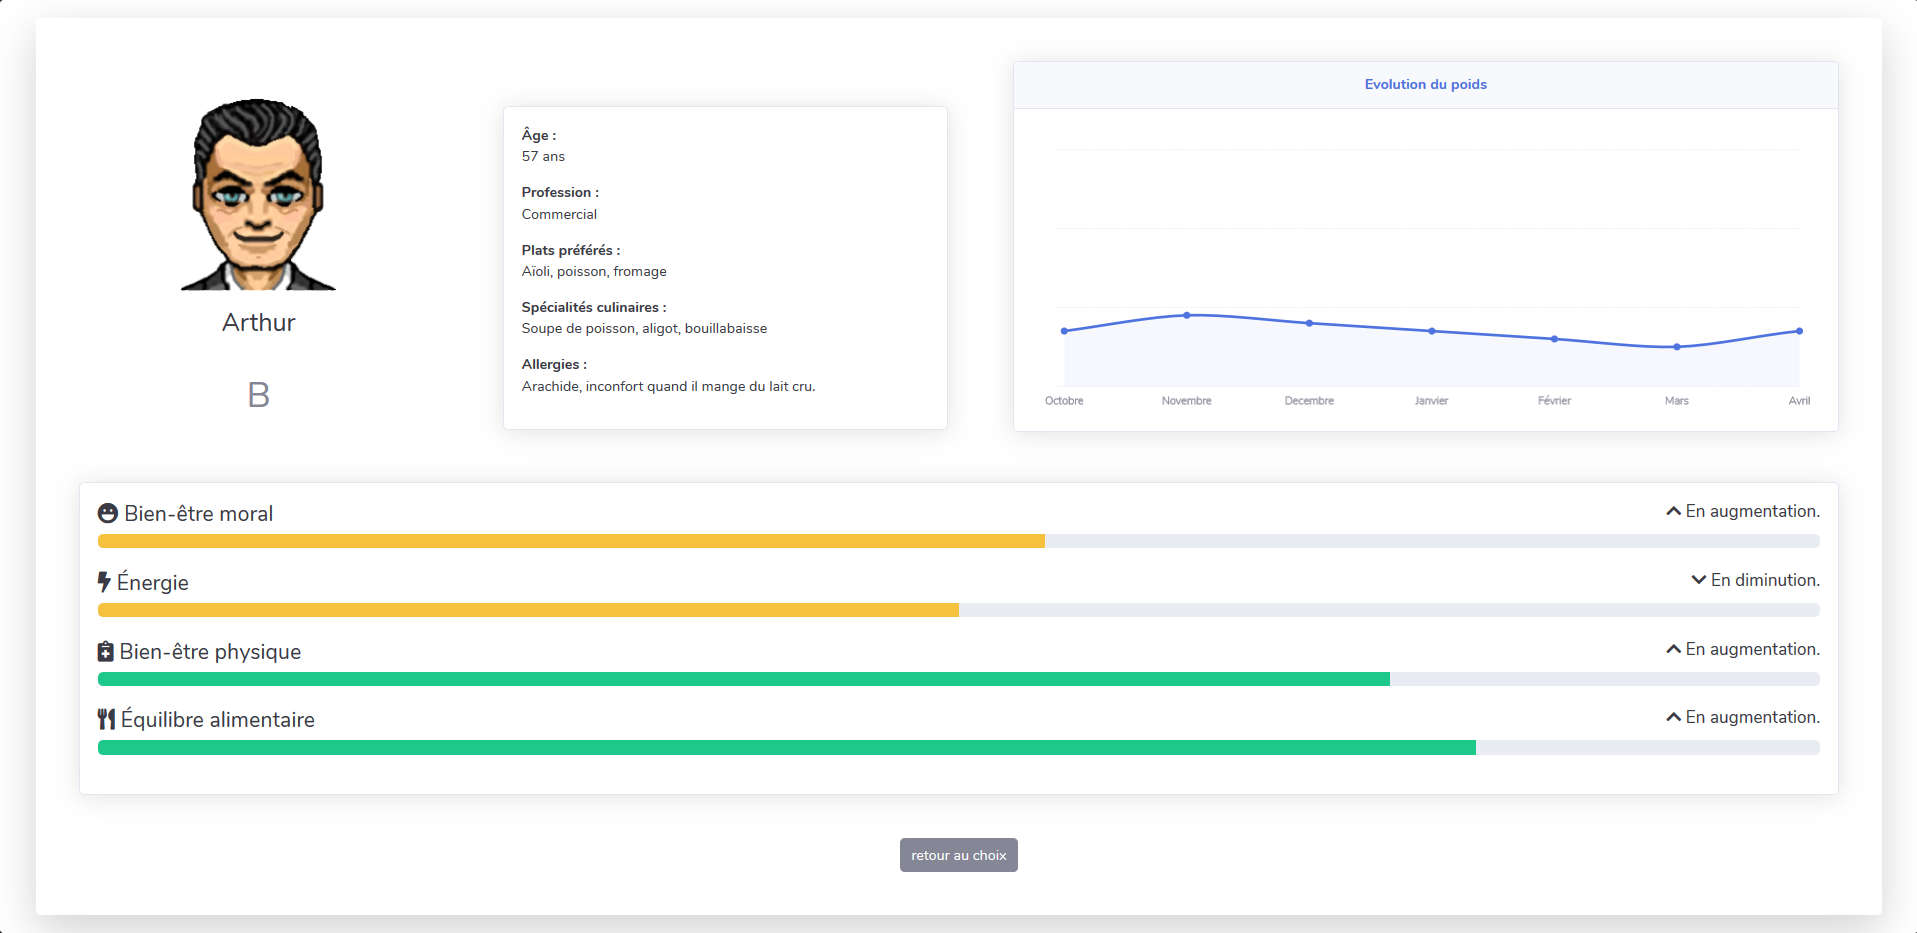 Arthur
B
Âge :
57 ans
Profession :
Commercial
Plats préférés :
Aïoli, poisson, fromage
Spécialités culinaires :
Soupe de poisson, aligot, bouillabaisse
Allergies :
Arachide, inconfort quand il mange du lait cru.
Evolution du poids
Octobre Novembre Decembre Janvier Février Mars Avril
Bien-être moral En augmentation.
Énergie En diminution.
Bien-être physique En augmentation.
Équilibre alimentaire En augmentation.
retour au choix